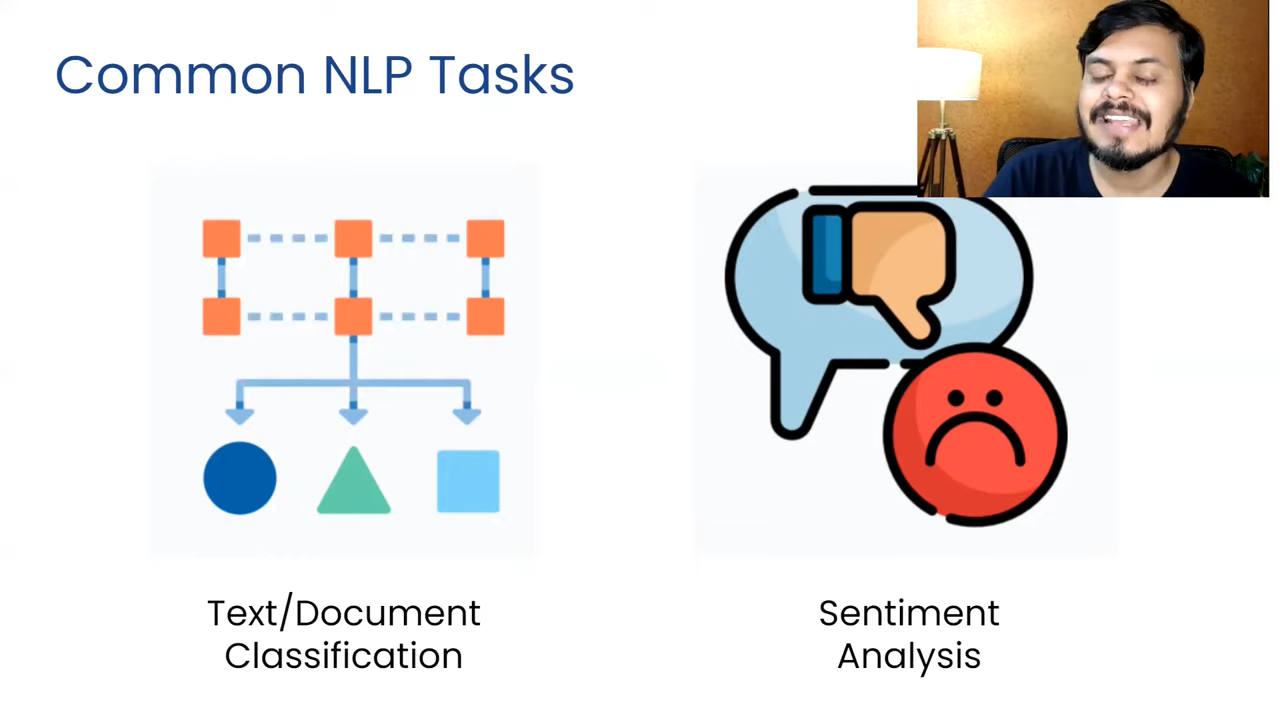 Common NLP Tasks
Text/Document
Classification
Sentiment
Analysis